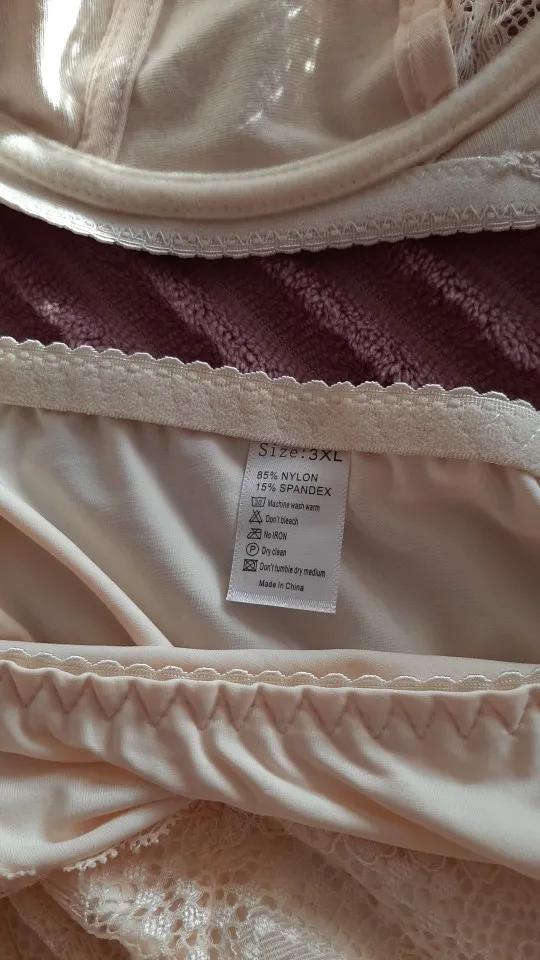 Size:3XL
85% NYLON
15% SPANDEX
Machine wash warm
Don't bleach
No IRON
P Dry clean
Don't tumble dry medium
Made In China